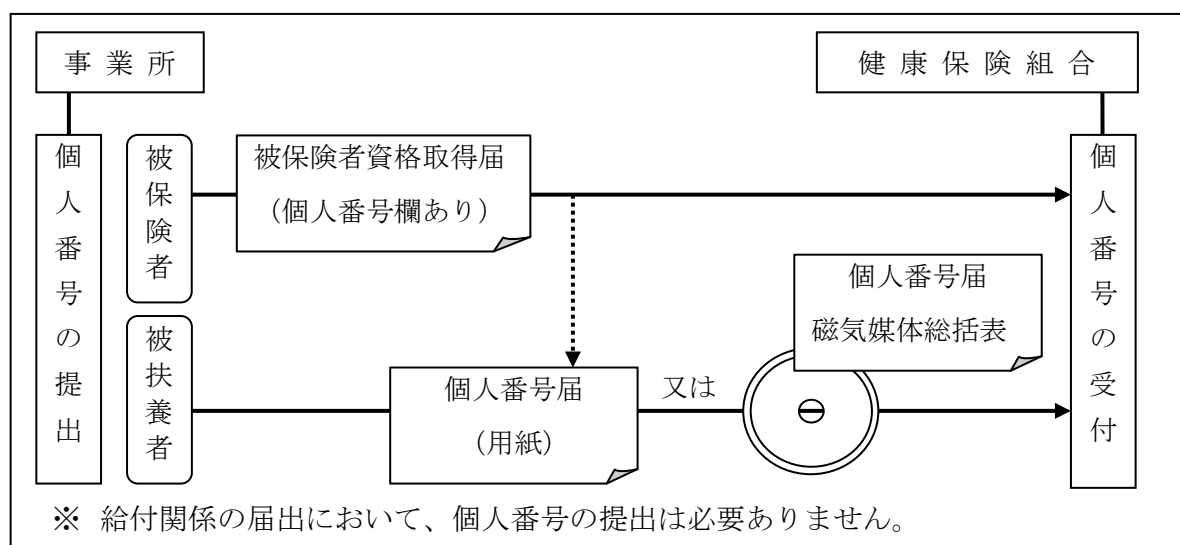 事業所
健康保険組合
個人番号の提出
被保険者
被保険者資格取得届
(個人番号欄あり)
個人番号の受付
個人番号届
磁気媒体総括表
被扶養者
個人番号届
(用紙)
又は
※ 給付関係の届出において、個人番号の提出は必要ありません。